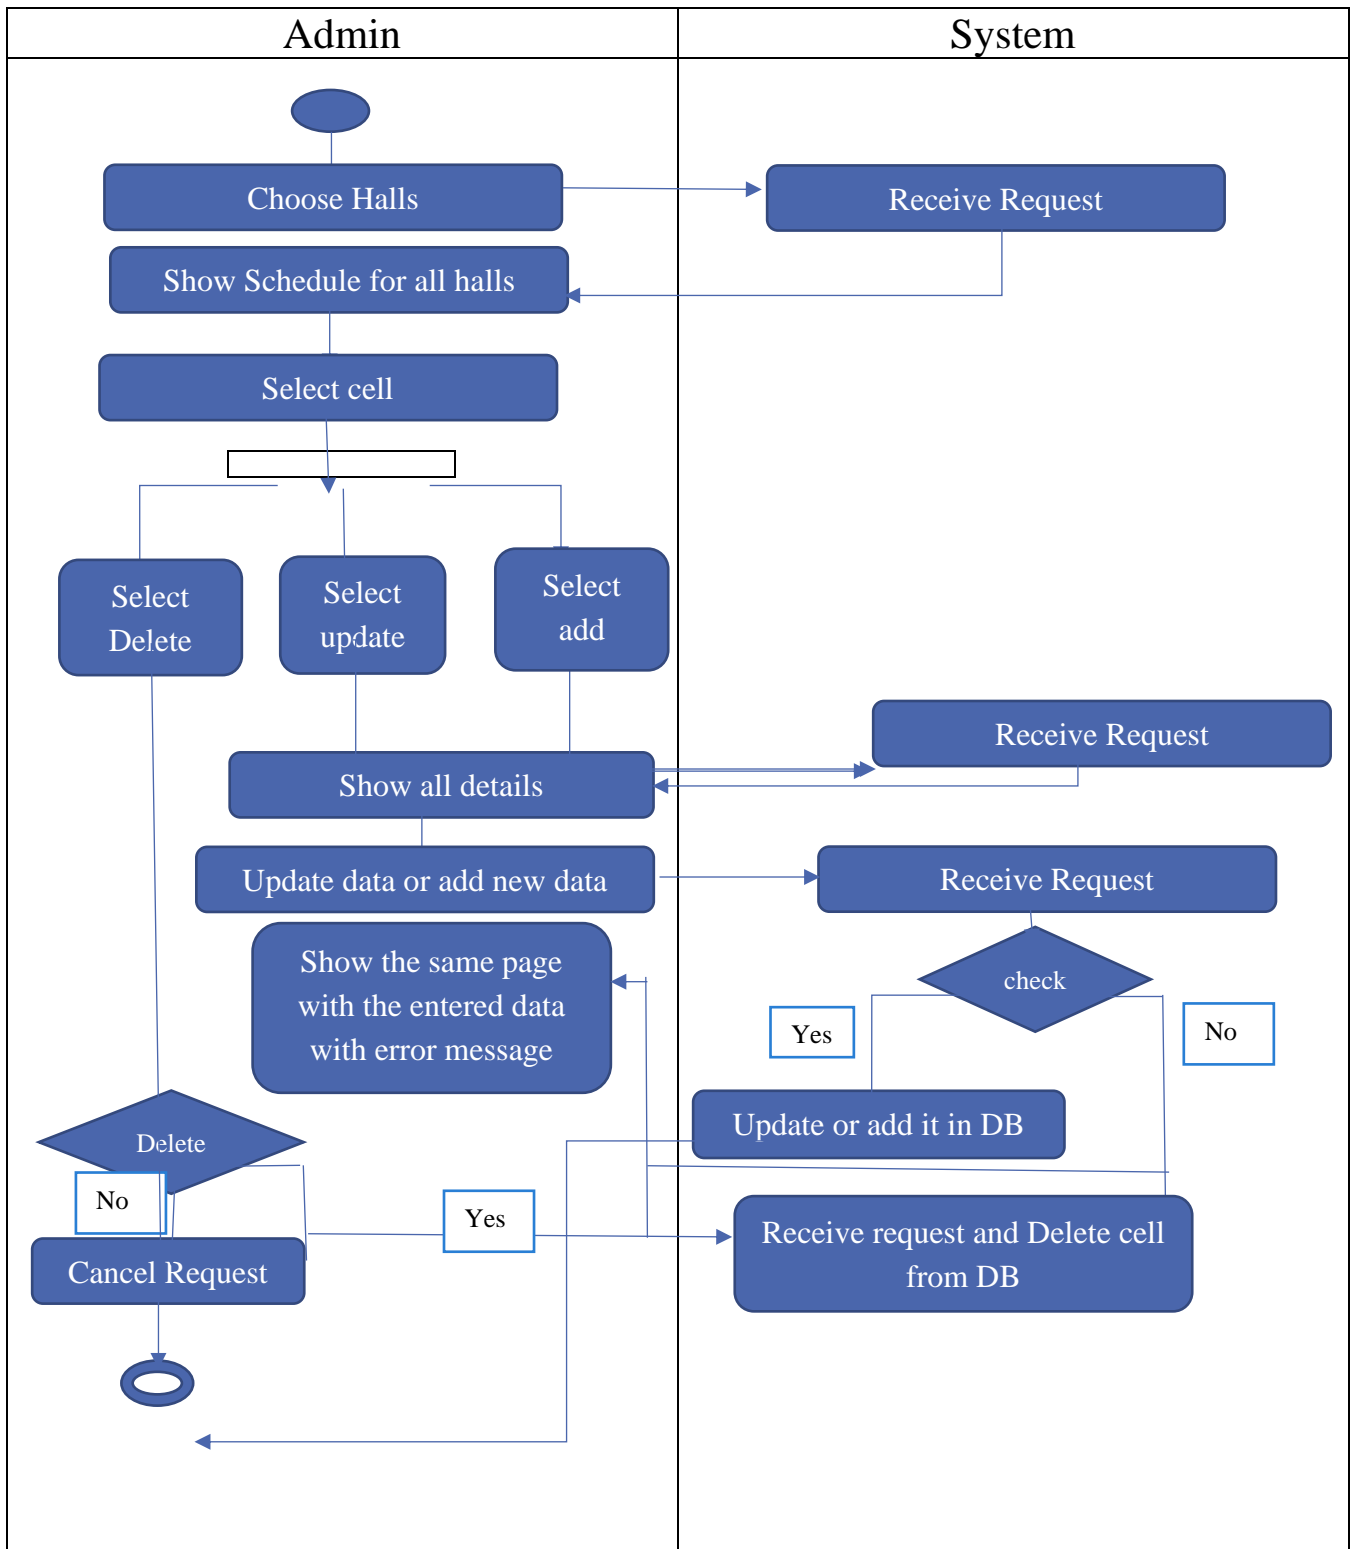 Admin
System
Choose Halls
Receive Request
Show Schedule for all halls
Select cell
Select
Delete
Select
update
Select
add
Receive Request
Show all details
Update data or add new data
Receive Request
Show the same page
with the entered data
with error message
check
Yes
No
Update or add it in DB
Delete
No
Yes
Receive request and Delete cell
from DB
Cancel Request